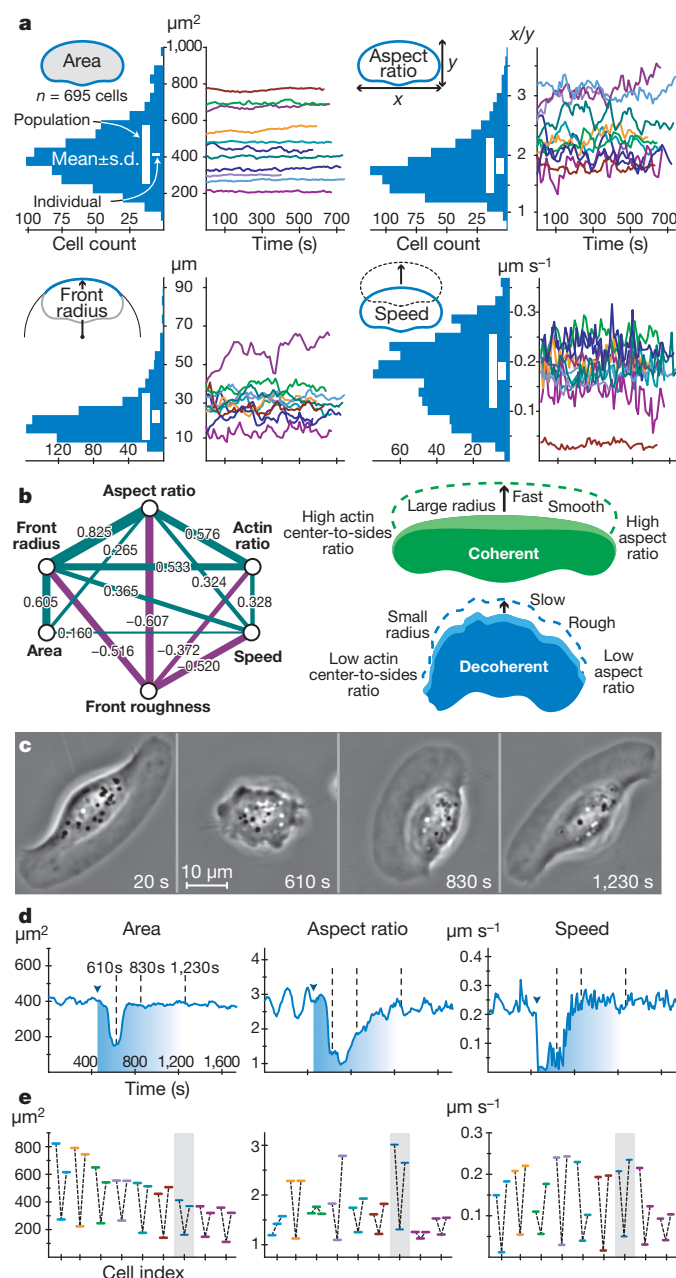 a
Area
n = 695 cells
Population
Mean±s.d.
Individual
µm²
1,000
800
600
400
200
100 75 50 25
Cell count
100 300 500 700
Time (s)
Aspect
ratio
y
x
x/y
3
2
1
100 75 50 25
Cell count
100 300 500 700
Time (s)
Front
radius
µm
90
70
50
30
10
120 90 40
Speed
µm s⁻¹
0.2
0.1
60 40 20
b
Aspect ratio
Front
radius
Actin
ratio
Area
Speed
Front roughness
0.825
0.576
0.265
0.533
0.324
0.365
0.605
0.328
0.160
−0.607
−0.516
−0.372
−0.520
High actin
center-to-sides
ratio
Large radius
Fast
Smooth
High
aspect
ratio
Coherent
Slow
Small
radius
Rough
Low actin
center-to-sides
ratio
Decoherent
Low
aspect
ratio
c
20 s
610 s
10 µm
830 s
1,230 s
d
µm²
Area
610s 830s 1,230s
400
200
400 800 1,200 1,600
Time (s)
Aspect ratio
4
3
2
1
µm s⁻¹
Speed
0.4
0.3
0.2
0.1
e
µm²
800
600
400
200
Cell index
3
2
1
µm s⁻¹
0.3
0.2
0.1